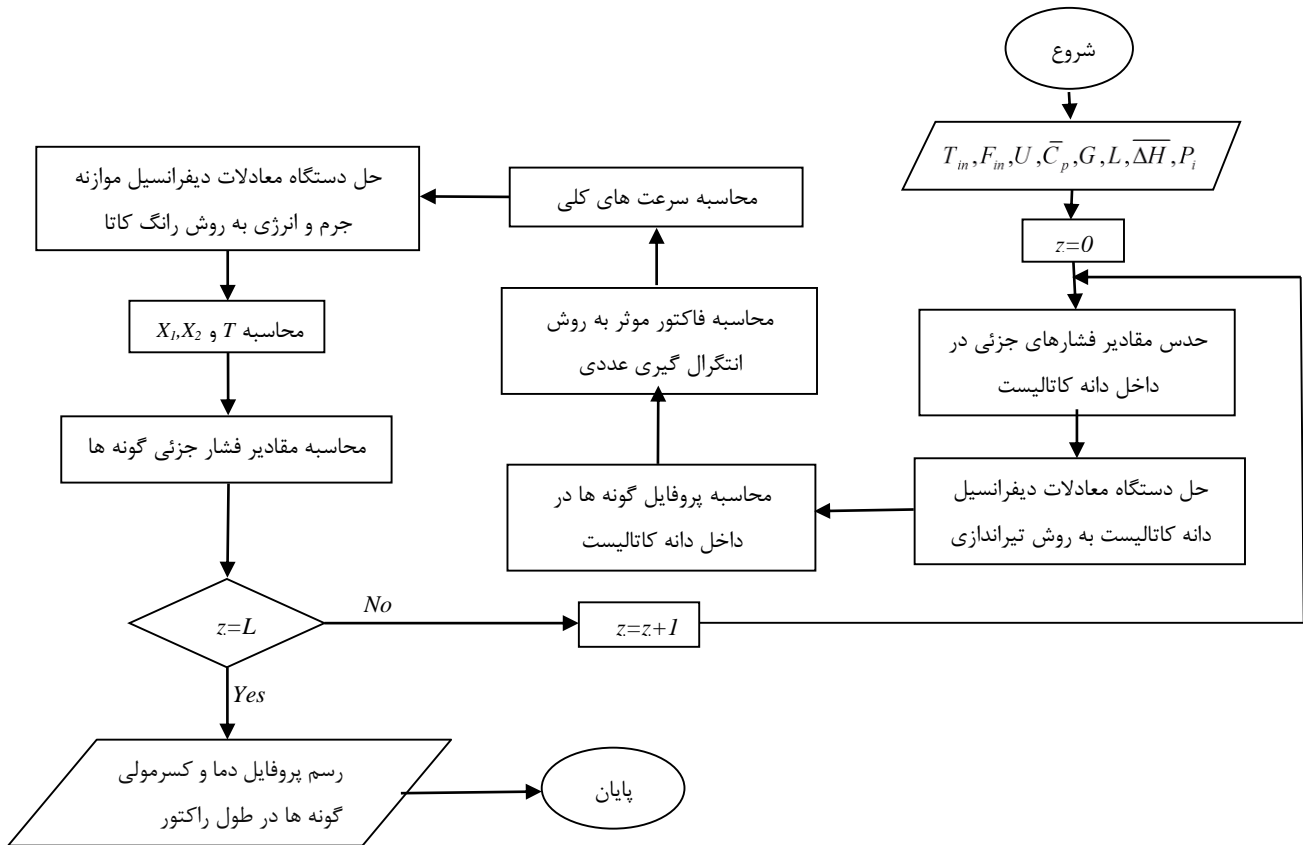 شروع
T_in, F_in, U, C̄_p, G, L, \overline{ΔH}, P_i
z=0
حدس مقادیر فشارهای جزئی در
داخل دانه کاتالیست
حل دستگاه معادلات دیفرانسیل
دانه کاتالیست به روش تیراندازی
محاسبه پروفایل گونه ها در
داخل دانه کاتالیست
محاسبه فاکتور موثر به روش
انتگرال گیری عددی
محاسبه سرعت های کلی
حل دستگاه معادلات دیفرانسیل موازنه
جرم و انرژی به روش رانگ کاتا
محاسبه T و X₁,X₂
محاسبه مقادیر فشار جزئی گونه ها
z=L
No
z=z+1
Yes
رسم پروفایل دما و کسرمولی
گونه ها در طول راکتور
پایان